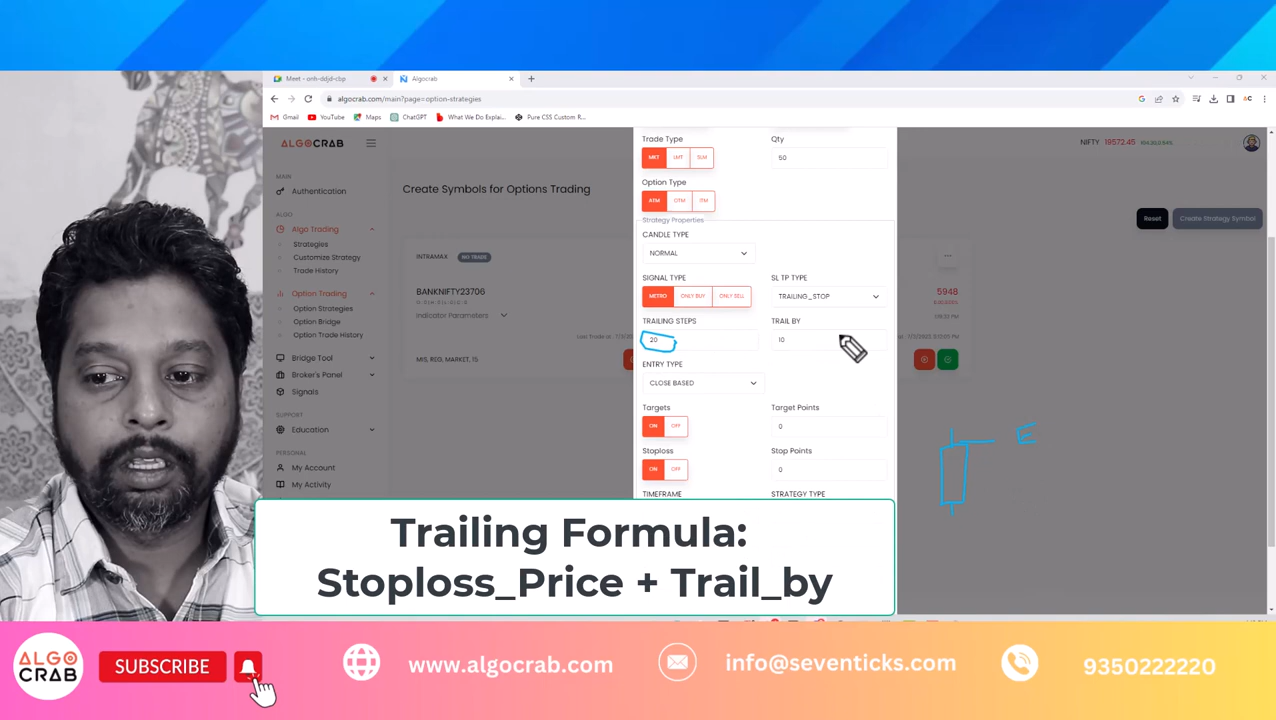 Meet - onh-ddjd-cbp
Algocrab
algocrab.com/main?page=option-strategies
Gmail YouTube Maps ChatGPT What We Do Explai... Pure CSS Custom R...
ALGOCRAB
NIFTY 19572.45
MAIN
Authentication
ALGO
Algo Trading
Strategies
Customize Strategy
Trade History
Option Trading
Option Strategies
Option Bridge
Option Trade History
Bridge Tool
Broker's Panel
Signals
SUPPORT
Education
PERSONAL
My Account
My Activity
Create Symbols for Options Trading
Reset
Create Strategy Symbol
INTRAMAX NO TRADE
BANKNIFTY23706
Indicator Parameters
MIS, RED, MARKET, 15
5948
Trade Type
MKT LMT SLM
Qty
50
Option Type
ATM OTM ITM
Strategy Properties
CANDLE TYPE
NORMAL
SIGNAL TYPE
METRO ONLY BUY ONLY SELL
SL TP TYPE
TRAILING_STOP
TRAILING STEPS
20
TRAIL BY
10
ENTRY TYPE
CLOSE BASED
Targets
ON OFF
Target Points
0
Stoploss
ON OFF
Stop Points
0
TIMEFRAME
STRATEGY TYPE
E
Trailing Formula:
Stoploss_Price + Trail_by
ALGO
CRAB
SUBSCRIBE
www.algocrab.com
info@seventicks.com
9350222220